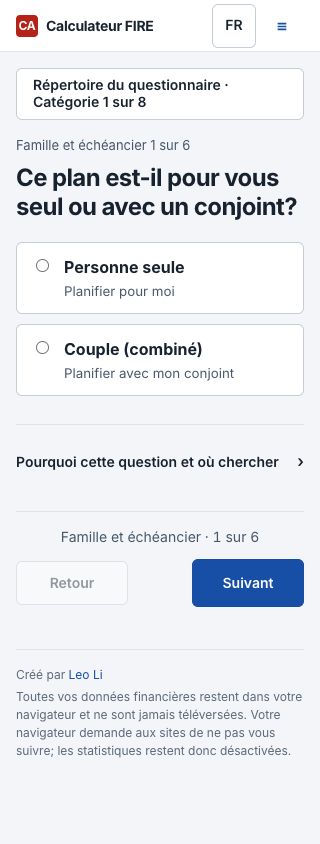 CA Calculateur FIRE FR ≡
Répertoire du questionnaire ·
Catégorie 1 sur 8
Famille et échéancier 1 sur 6
Ce plan est-il pour vous
seul ou avec un conjoint?
Personne seule
Planifier pour moi
Couple (combiné)
Planifier avec mon conjoint
Pourquoi cette question et où chercher ›
Famille et échéancier · 1 sur 6
Retour Suivant
Créé par Leo Li
Toutes vos données financières restent dans votre
navigateur et ne sont jamais téléversées. Votre
navigateur demande aux sites de ne pas vous
suivre; les statistiques restent donc désactivées.